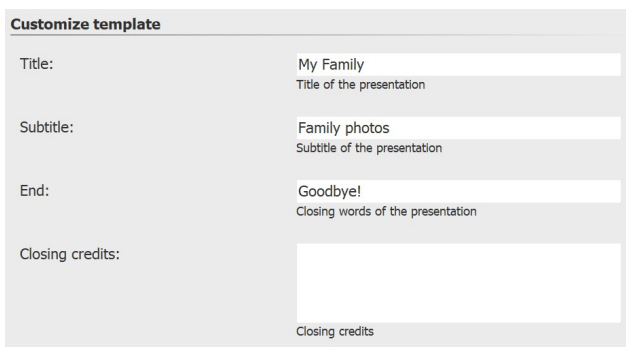 Customize template
Title:
My Family
Title of the presentation
Subtitle:
Family photos
Subtitle of the presentation
End:
Goodbye!
Closing words of the presentation
Closing credits:
Closing credits